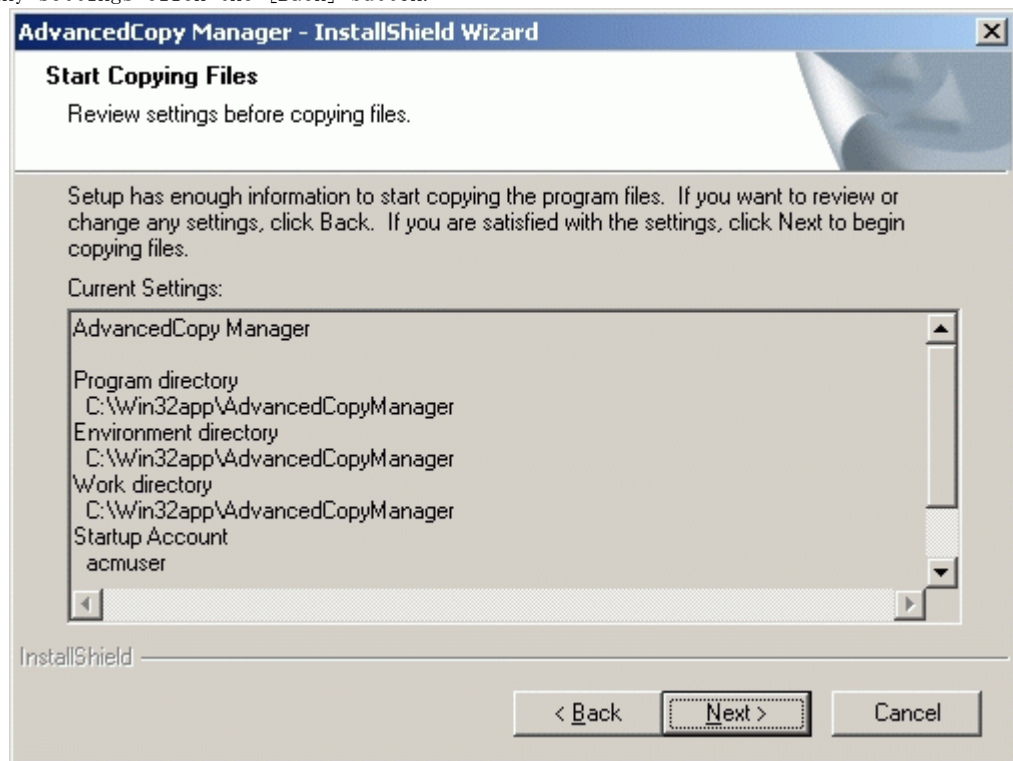 AdvancedCopy Manager - InstallShield Wizard
Start Copying Files
Review settings before copying files.
Setup has enough information to start copying the program files.  If you want to review or
change any settings, click Back.  If you are satisfied with the settings, click Next to begin
copying files.
Current Settings:
AdvancedCopy Manager
Program directory
C:\Win32app\AdvancedCopyManager
Environment directory
C:\Win32app\AdvancedCopyManager
Work directory
C:\Win32app\AdvancedCopyManager
Startup Account
acmuser
InstallShield
< Back
Next >
Cancel